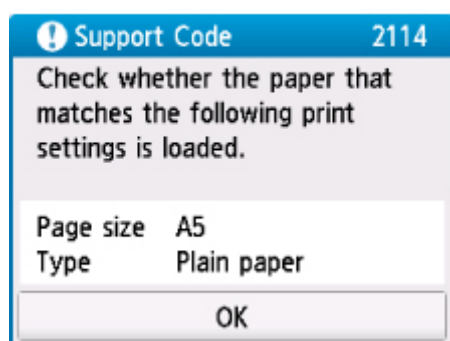 Support Code 2114
Check whether the paper that
matches the following print
settings is loaded.
Page size A5
Type Plain paper
OK